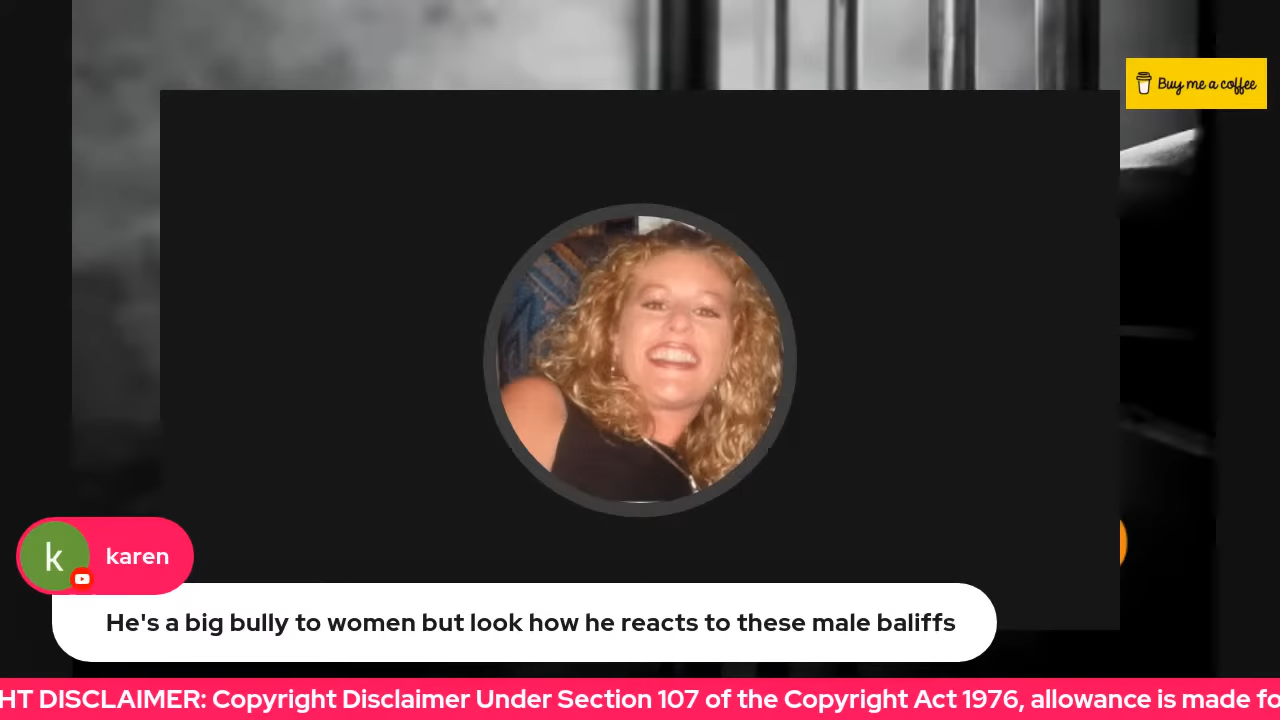 Buy me a coffee
k
karen
He's a big bully to women but look how he reacts to these male baliffs
HT DISCLAIMER: Copyright Disclaimer Under Section 107 of the Copyright Act 1976, allowance is made fo